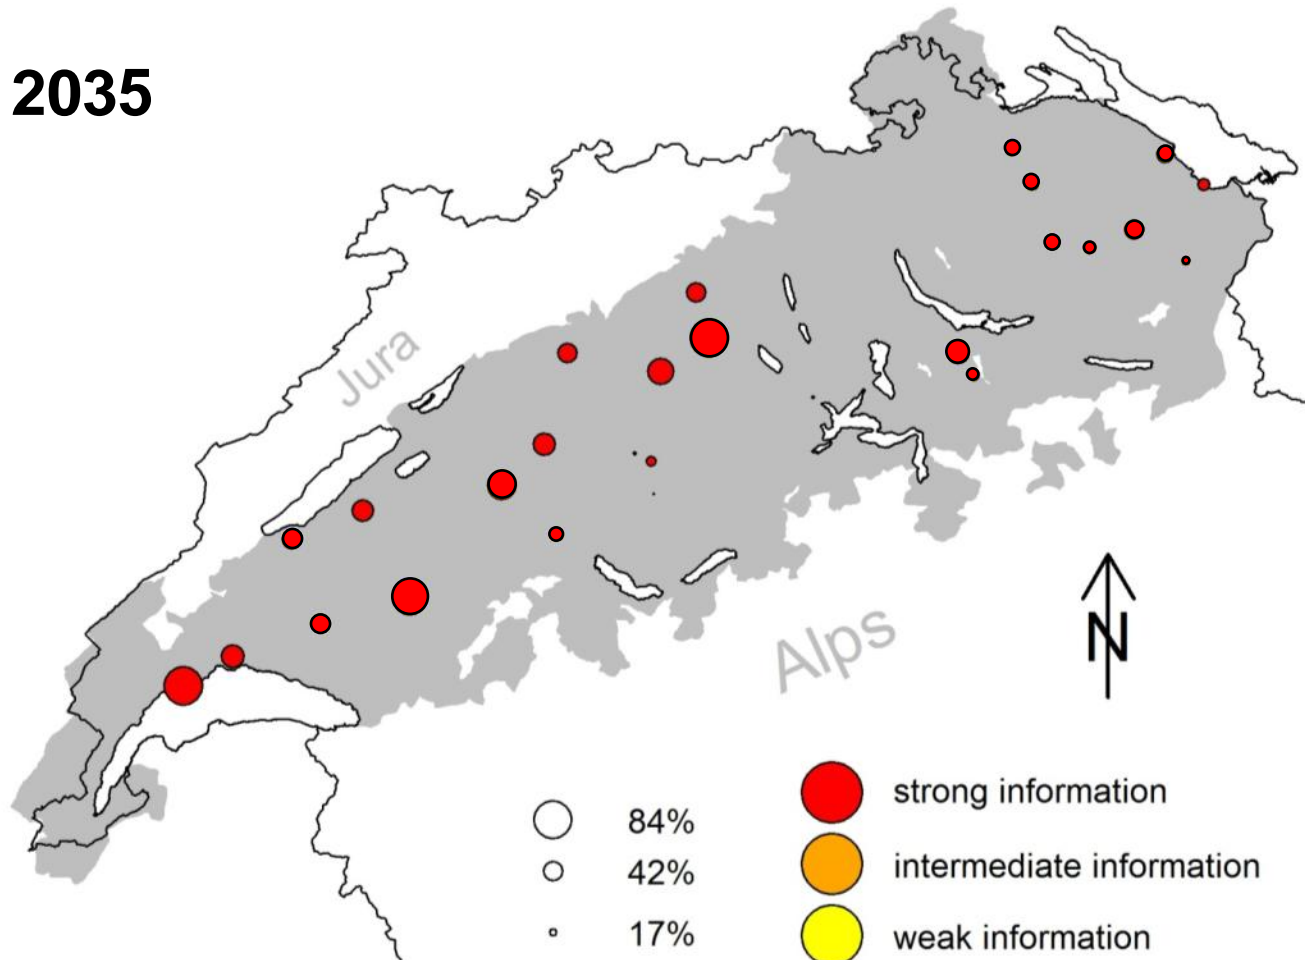 2035
Jura
Alps
N
84%
42%
17%
strong information
intermediate information
weak information